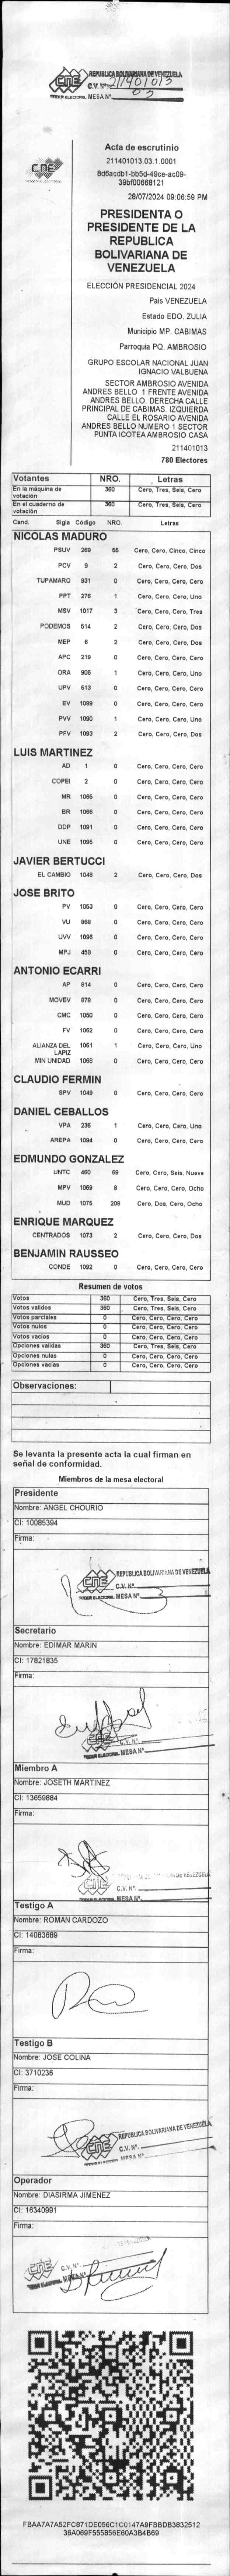 CNE
REPUBLICA BOLIVARIANA DE VENEZUELA
C.V. Nº: 211401013
PODER ELECTORAL MESA Nº 03
CNE
Acta de escrutinio
211401013.03.1.0001
8d6acdb1-bb5d-49ce-ac09-
39bf00668121
28/07/2024 09:06:59 PM
PRESIDENTA O
PRESIDENTE DE LA
REPUBLICA
BOLIVARIANA DE
VENEZUELA
ELECCIÓN PRESIDENCIAL 2024
Pais VENEZUELA
Estado EDO. ZULIA
Municipio MP. CABIMAS
Parroquia PQ. AMBROSIO
GRUPO ESCOLAR NACIONAL JUAN
IGNACIO VALBUENA
SECTOR AMBROSIO AVENIDA
ANDRES BELLO 1 FRENTE AVENIDA
ANDRES BELLO. DERECHA CALLE
PRINCIPAL DE CABIMAS. IZQUIERDA
CALLE EL ROSARIO AVENIDA
ANDRES BELLO NUMERO 1 SECTOR
PUNTA ICOTEA AMBROSIO CASA
211401013
780 Electores
Votantes NRO. Letras
En la máquina de votación 360 Cero, Tres, Seis, Cero
En el cuaderno de votación 360 Cero, Tres, Seis, Cero
Cand. Sigla Código NRO. Letras
NICOLAS MADURO
PSUV 269 55 Cero, Cero, Cinco, Cinco
PCV 9 2 Cero, Cero, Cero, Dos
TUPAMARO 931 0 Cero, Cero, Cero, Cero
PPT 276 1 Cero, Cero, Cero, Uno
MSV 1017 3 Cero, Cero, Cero, Tres
PODEMOS 514 2 Cero, Cero, Cero, Dos
MEP 6 2 Cero, Cero, Cero, Dos
APC 219 0 Cero, Cero, Cero, Cero
ORA 906 1 Cero, Cero, Cero, Uno
UPV 513 0 Cero, Cero, Cero, Cero
EV 1089 0 Cero, Cero, Cero, Cero
PVV 1090 1 Cero, Cero, Cero, Uno
PFV 1093 2 Cero, Cero, Cero, Dos
LUIS MARTINEZ
AD 1 0 Cero, Cero, Cero, Cero
COPEI 2 0 Cero, Cero, Cero, Cero
MR 1065 0 Cero, Cero, Cero, Cero
BR 1066 0 Cero, Cero, Cero, Cero
DDP 1091 0 Cero, Cero, Cero, Cero
UNE 1095 0 Cero, Cero, Cero, Cero
JAVIER BERTUCCI
EL CAMBIO 1048 2 Cero, Cero, Cero, Dos
JOSE BRITO
PV 1053 0 Cero, Cero, Cero, Cero
VU 868 0 Cero, Cero, Cero, Cero
UVV 1096 0 Cero, Cero, Cero, Cero
MPJ 458 0 Cero, Cero, Cero, Cero
ANTONIO ECARRI
AP 814 0 Cero, Cero, Cero, Cero
MOVEV 878 0 Cero, Cero, Cero, Cero
CMC 1050 0 Cero, Cero, Cero, Cero
FV 1062 0 Cero, Cero, Cero, Cero
ALIANZA DEL LAPIZ 1051 1 Cero, Cero, Cero, Uno
MIN UNIDAD 1068 0 Cero, Cero, Cero, Cero
CLAUDIO FERMIN
SPV 1049 0 Cero, Cero, Cero, Cero
DANIEL CEBALLOS
VPA 235 1 Cero, Cero, Cero, Uno
AREPA 1094 0 Cero, Cero, Cero, Cero
EDMUNDO GONZALEZ
UNTC 460 69 Cero, Cero, Seis, Nueve
MPV 1069 8 Cero, Cero, Cero, Ocho
MUD 1075 208 Cero, Dos, Cero, Ocho
ENRIQUE MARQUEZ
CENTRADOS 1073 2 Cero, Cero, Cero, Dos
BENJAMIN RAUSSEO
CONDE 1092 0 Cero, Cero, Cero, Cero
Resumen de votos
Votos 360 Cero, Tres, Seis, Cero
Votos validos 360 Cero, Tres, Seis, Cero
Votos parciales 0 Cero, Cero, Cero, Cero
Votos nulos 0 Cero, Cero, Cero, Cero
Votos vacios 0 Cero, Cero, Cero, Cero
Opciones validas 360 Cero, Tres, Seis, Cero
Opciones nulas 0 Cero, Cero, Cero, Cero
Opciones vacias 0 Cero, Cero, Cero, Cero
Observaciones:
Se levanta la presente acta la cual firman en
señal de conformidad.
Miembros de la mesa electoral
Presidente
Nombre: ANGEL CHOURIO
CI: 10085394
Firma:
CNE
REPUBLICA BOLIVARIANA DE VENEZUELA
C.V. Nº
PODER ELECTORAL MESA Nº 3
Secretario
Nombre: EDIMAR MARIN
CI: 17821835
Firma:
CNE
PODER ELECTORAL MESA Nº
Miembro A
Nombre: JOSETH MARTINEZ
CI: 13659884
Firma:
CNE
DE VENEZUELA
C.V. Nº
PODER ELECTORAL MESA Nº
Testigo A
Nombre: ROMAN CARDOZO
CI: 14083689
Firma:
Testigo B
Nombre: JOSE COLINA
CI: 3710236
Firma:
CNE
REPUBLICA BOLIVARIANA DE VENEZUELA
C.V. Nº
MESA Nº
Operador
Nombre: DIASIRMA JIMENEZ
CI: 16340991
Firma:
CNE
C.V. Nº
PODER ELECTORAL MESA Nº
FBAA7A7A52FC871DE056C1C0147A9FBBDB3832512
36AD69F555856E60A3B4B69